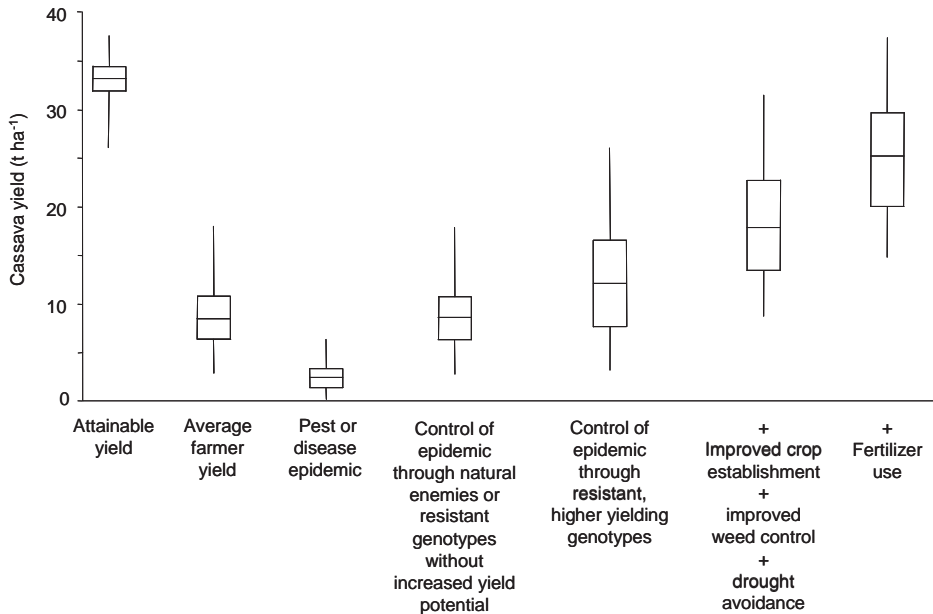 Cassava yield (t ha⁻¹)
40
30
20
10
0
Attainable
yield
Average
farmer
yield
Pest or
disease
epidemic
Control of
epidemic
through natural
enemies or
resistant
genotypes
without
increased yield
potential
Control of
epidemic
through
resistant,
higher yielding
genotypes
+
Improved crop
establishment
+
improved
weed control
+
drought
avoidance
+
Fertilizer
use